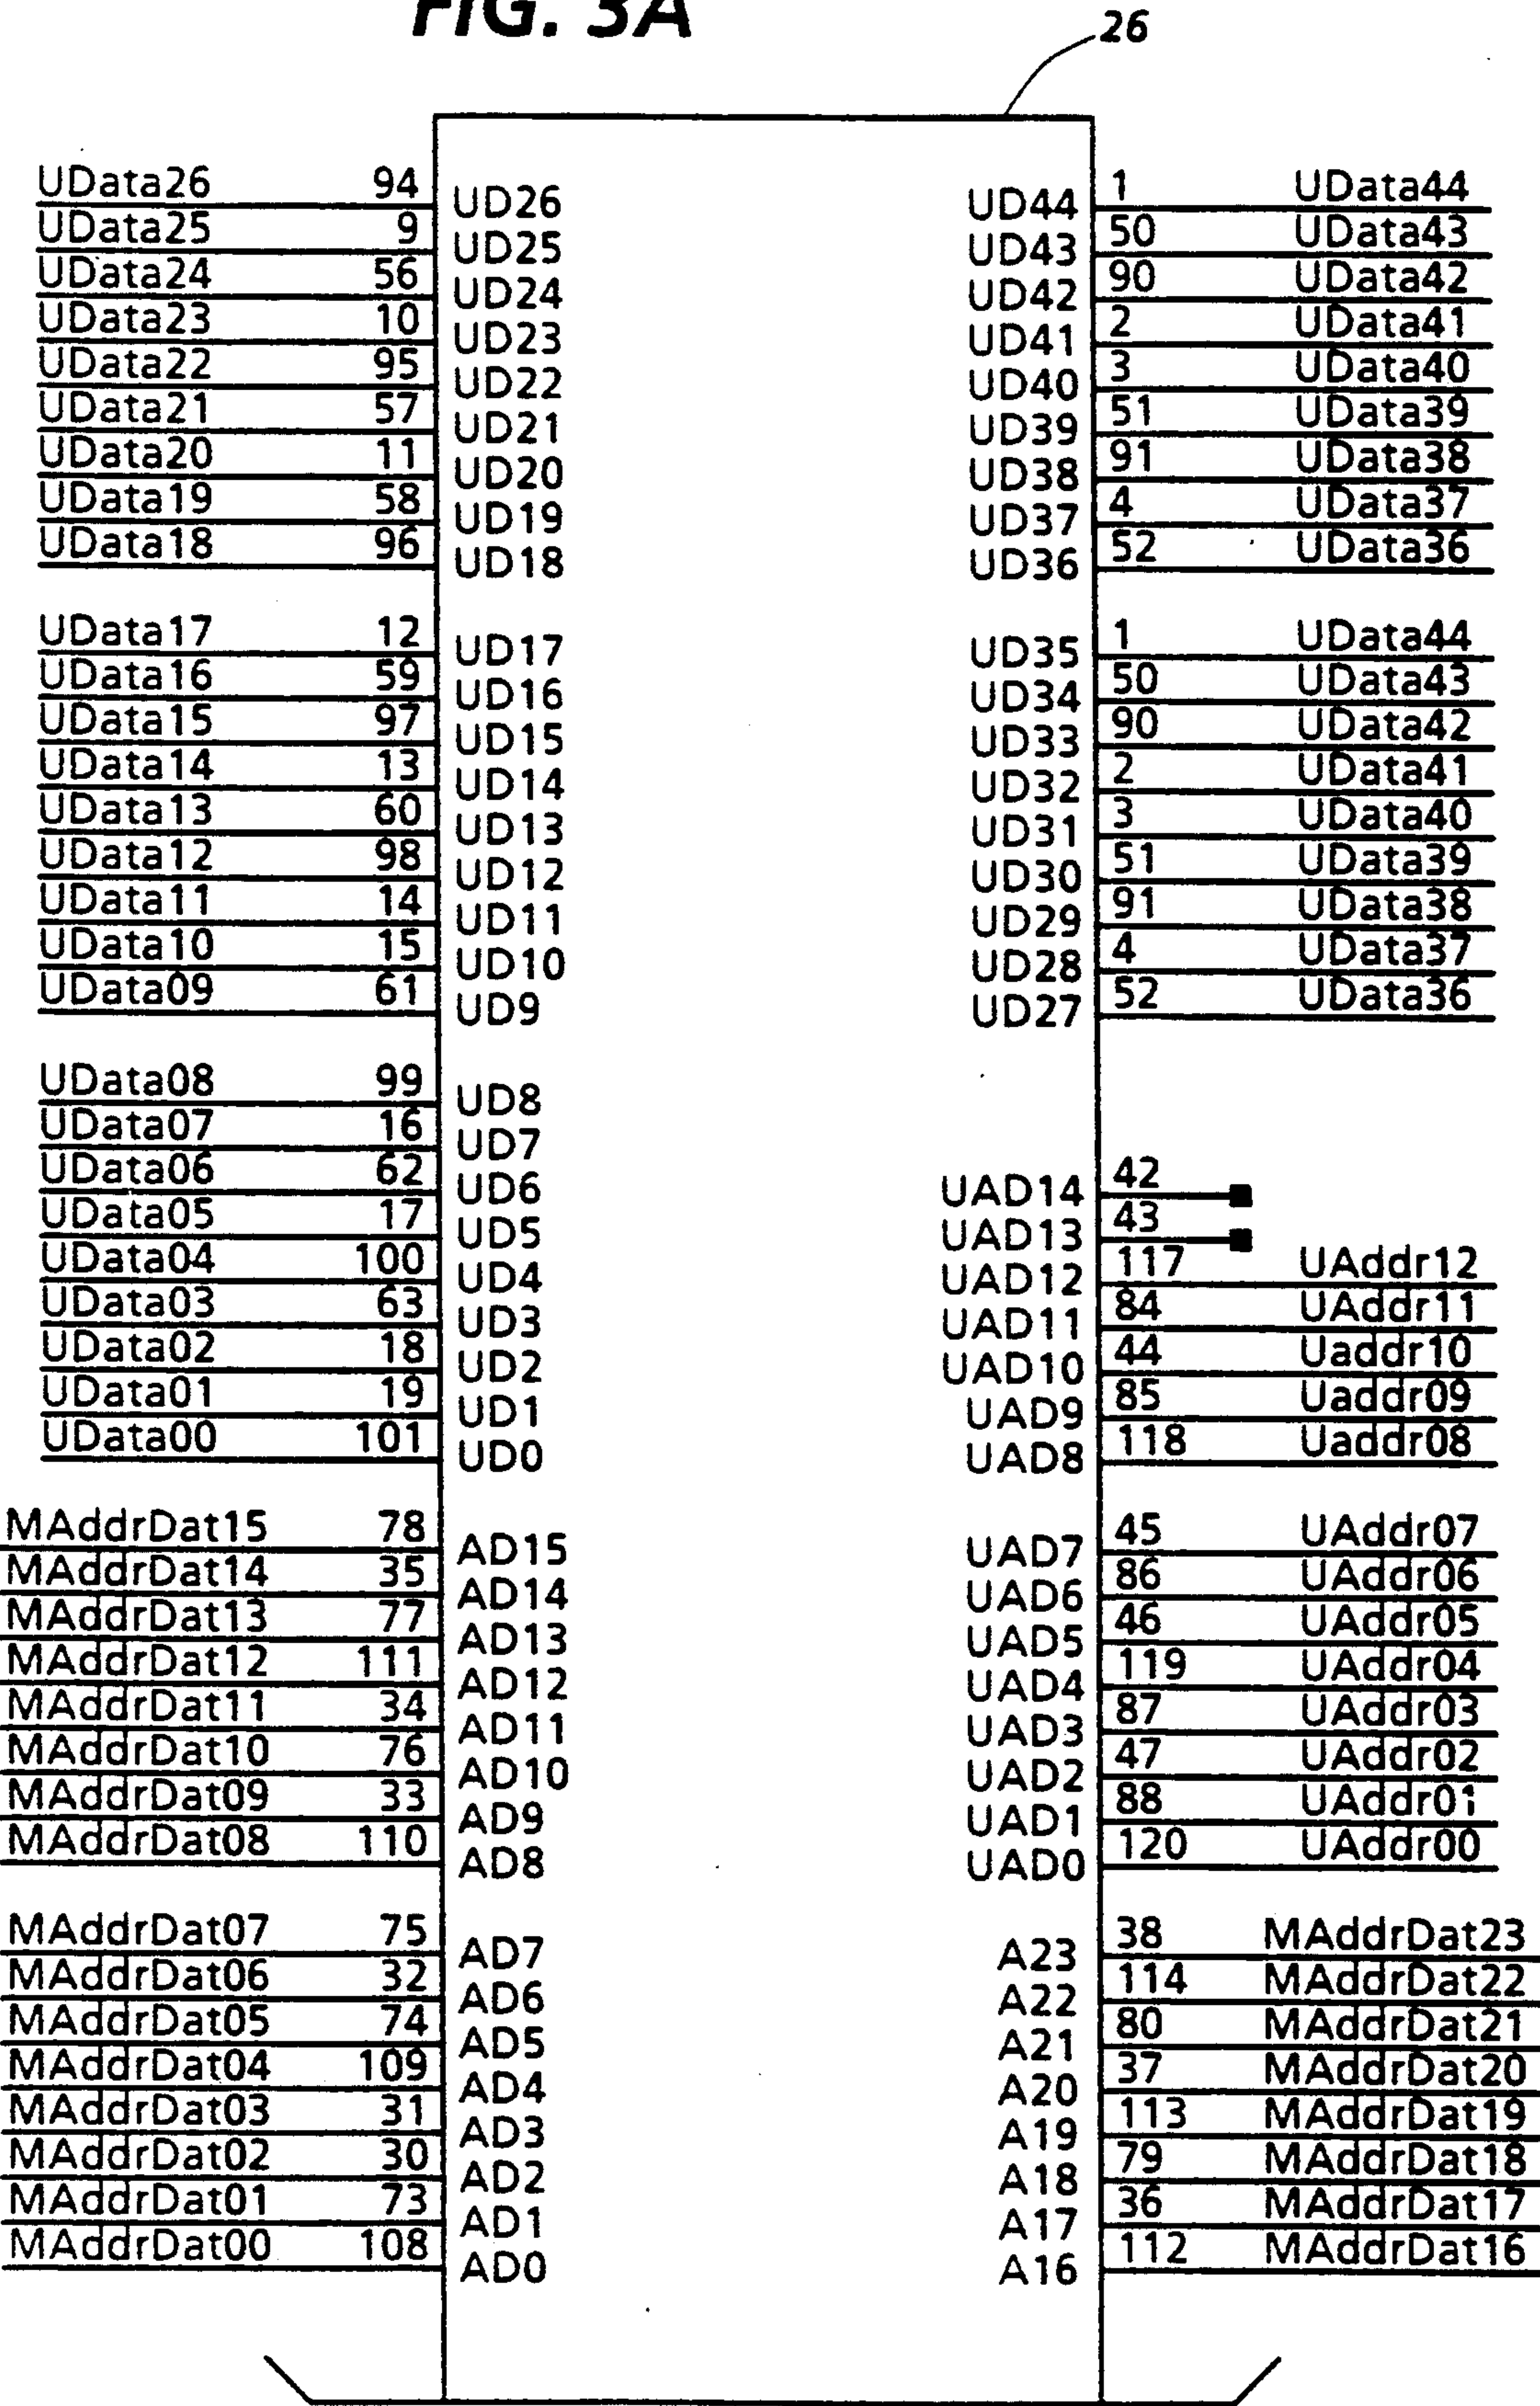 FIG. 3A
26
UData26 94 UD26 UD44 1 UData44
UData25 9 UD25 UD43 50 UData43
UData24 56 UD24 UD42 90 UData42
UData23 10 UD23 UD41 2 UData41
UData22 95 UD22 UD40 3 UData40
UData21 57 UD21 UD39 51 UData39
UData20 11 UD20 UD38 91 UData38
UData19 58 UD19 UD37 4 UData37
UData18 96 UD18 UD36 52 UData36
UData17 12 UD17 UD35 1 UData44
UData16 59 UD16 UD34 50 UData43
UData15 97 UD15 UD33 90 UData42
UData14 13 UD14 UD32 2 UData41
UData13 60 UD13 UD31 3 UData40
UData12 98 UD12 UD30 51 UData39
UData11 14 UD11 UD29 91 UData38
UData10 15 UD10 UD28 4 UData37
UData09 61 UD9 UD27 52 UData36
UData08 99 UD8
UData07 16 UD7
UData06 62 UD6 UAD14 42
UData05 17 UD5 UAD13 43
UData04 100 UD4 UAD12 117 UAddr12
UData03 63 UD3 UAD11 84 UAddr11
UData02 18 UD2 UAD10 44 Uaddr10
UData01 19 UD1 UAD9 85 Uaddr09
UData00 101 UD0 UAD8 118 Uaddr08
MAddrDat15 78 AD15 UAD7 45 UAddr07
MAddrDat14 35 AD14 UAD6 86 UAddr06
MAddrDat13 77 AD13 UAD5 46 UAddr05
MAddrDat12 111 AD12 UAD4 119 UAddr04
MAddrDat11 34 AD11 UAD3 87 UAddr03
MAddrDat10 76 AD10 UAD2 47 UAddr02
MAddrDat09 33 AD9 UAD1 88 UAddr01
MAddrDat08 110 AD8 UAD0 120 UAddr00
MAddrDat07 75 AD7 A23 38 MAddrDat23
MAddrDat06 32 AD6 A22 114 MAddrDat22
MAddrDat05 74 AD5 A21 80 MAddrDat21
MAddrDat04 109 AD4 A20 37 MAddrDat20
MAddrDat03 31 AD3 A19 113 MAddrDat19
MAddrDat02 30 AD2 A18 79 MAddrDat18
MAddrDat01 73 AD1 A17 36 MAddrDat17
MAddrDat00 108 AD0 A16 112 MAddrDat16